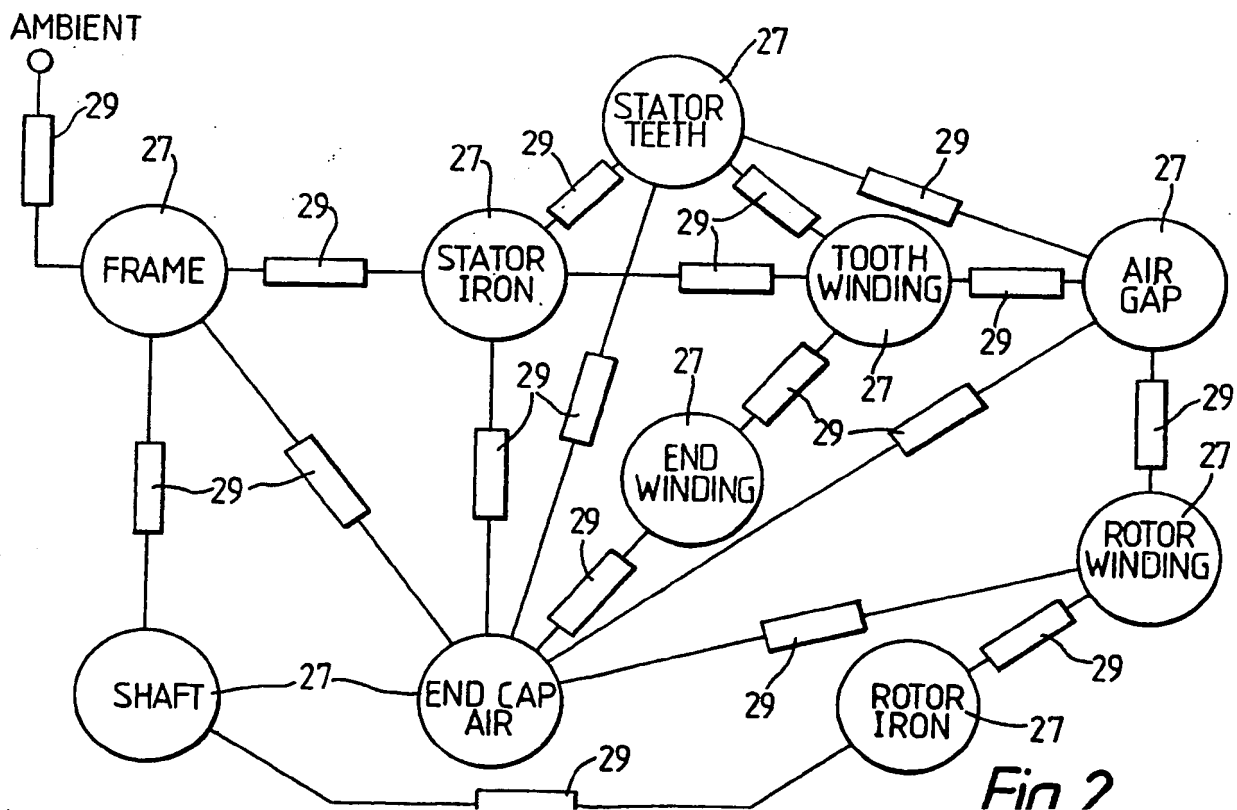 AMBIENT
27
STATOR
TEETH
29
27
29
27
29
27
29
29
FRAME
STATOR
IRON
TOOTH
WINDING
AIR
GAP
29
27
27
29
29
29
27
END
WINDING
29
29
27
ROTOR
WINDING
29
29
27
SHAFT
END CAP
AIR
29
ROTOR
IRON
27
29
Fig 2